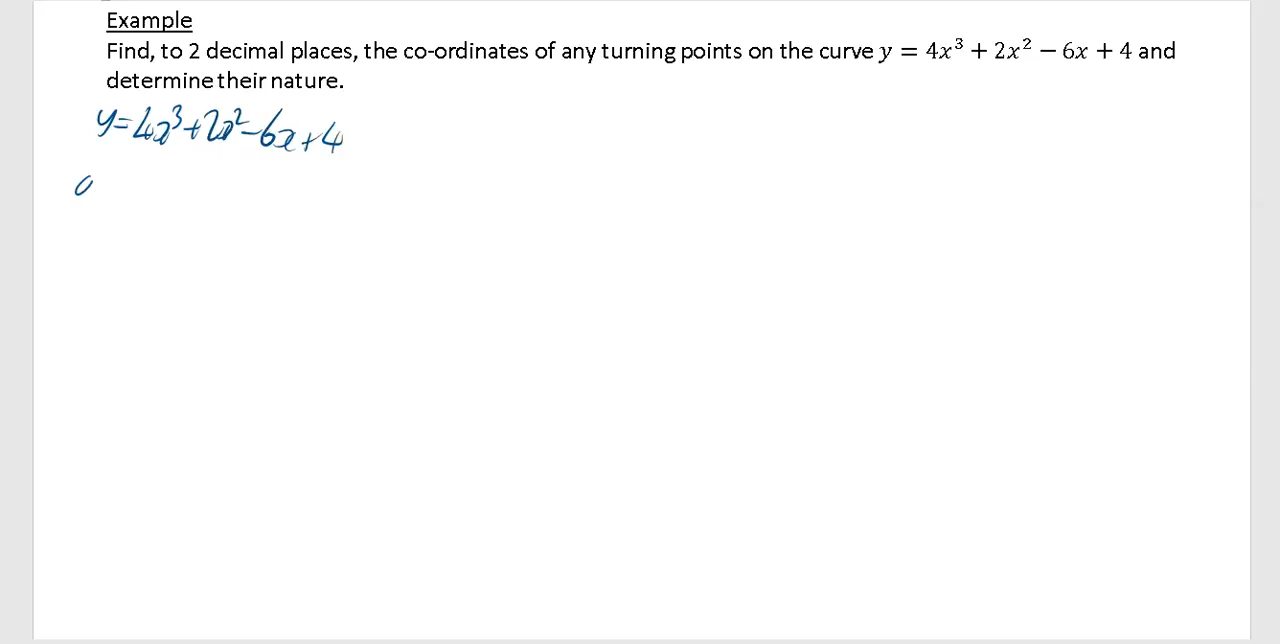 Example
Find, to 2 decimal places, the co-ordinates of any turning points on the curve y = 4x³ + 2x² − 6x + 4 and
determine their nature.
y=4x³+2x²-6x+4